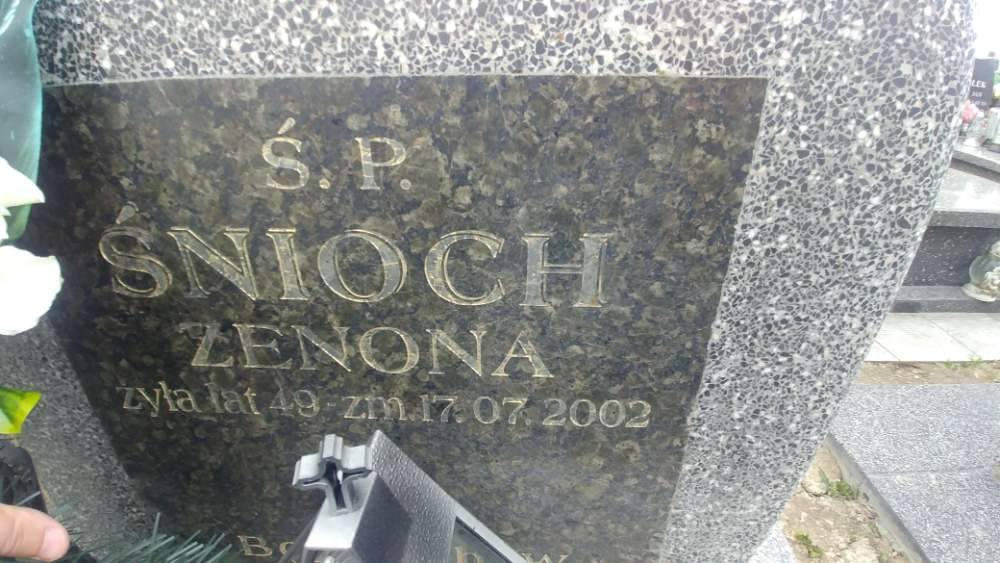 Ś. P.
ŚNIOCH
ZENONA
żyła lat 49 - zm. 17. 07. 2002